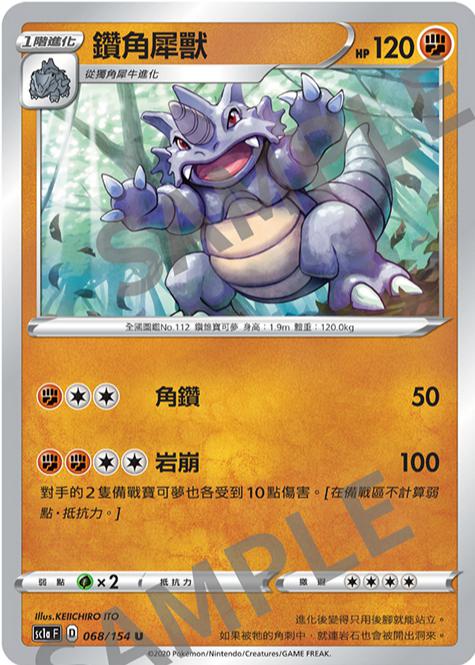 1階進化
鑽角犀獸
HP 120
從獨角犀牛進化
全國圖鑑No.112 鑽錐寶可夢 身高：1.9m 體重：120.0kg
角鑽 50
岩崩 100
對手的2隻備戰寶可夢也各受到10點傷害。[在備戰區不計算弱
點・抵抗力。]
弱點 ×2 抵抗力 撤退
Illus.KEIICHIRO ITO
進化後變得只用後腳就能站立。
sc1a F D 068/154 U
如果被牠的角刺中，就連岩石也會被開出洞來。
©2020 Pokémon/Nintendo/Creatures/GAME FREAK.
SAMPLE
SAMPLE